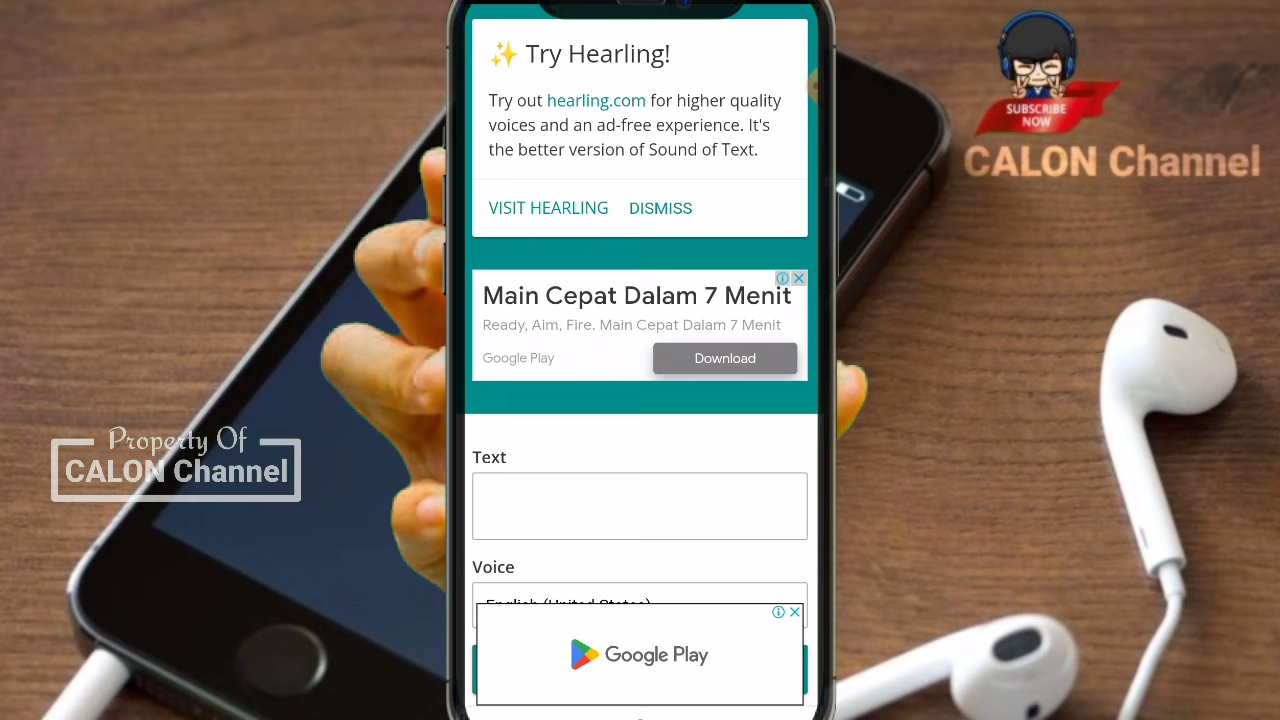 ✨ Try Hearling!
Try out hearling.com for higher quality
voices and an ad-free experience. It's
the better version of Sound of Text.
VISIT HEARLING DISMISS
Main Cepat Dalam 7 Menit
Ready, Aim, Fire. Main Cepat Dalam 7 Menit
Google Play
Download
Text
Voice
English (United States)
Google Play
SUBSCRIBE
NOW
CALON Channel
Property Of
CALON Channel